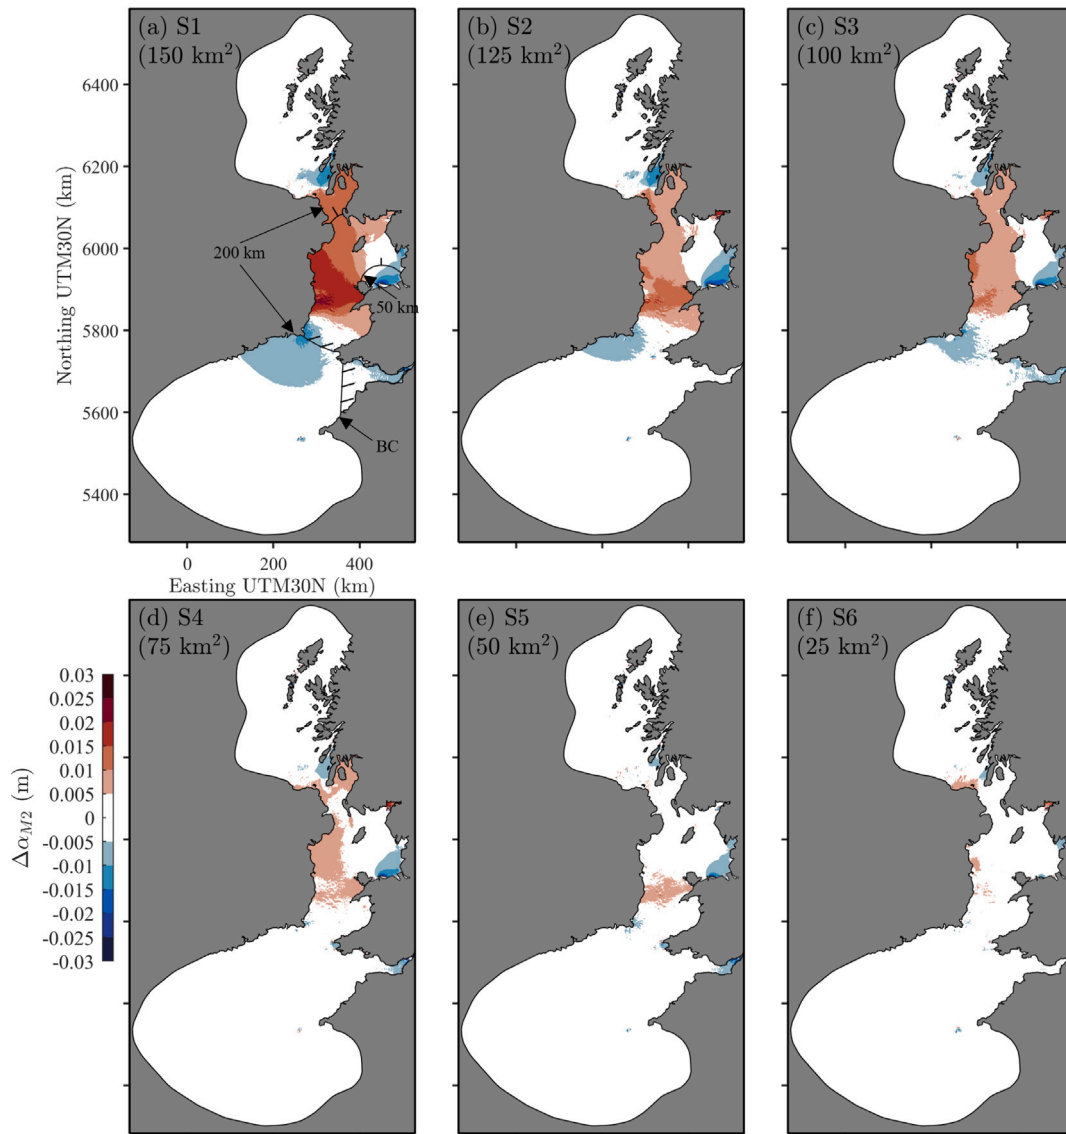 (a) S1
(150 km²)
(b) S2
(125 km²)
(c) S3
(100 km²)
6400
6200
6000
5800
5600
5400
Northing UTM30N (km)
200 km
50 km
BC
0 200 400
Easting UTM30N (km)
(d) S4
(75 km²)
(e) S5
(50 km²)
(f) S6
(25 km²)
0.03
0.025
0.02
0.015
0.01
0.005
0
-0.005
-0.01
-0.015
-0.02
-0.025
-0.03
Δα_{M2} (m)